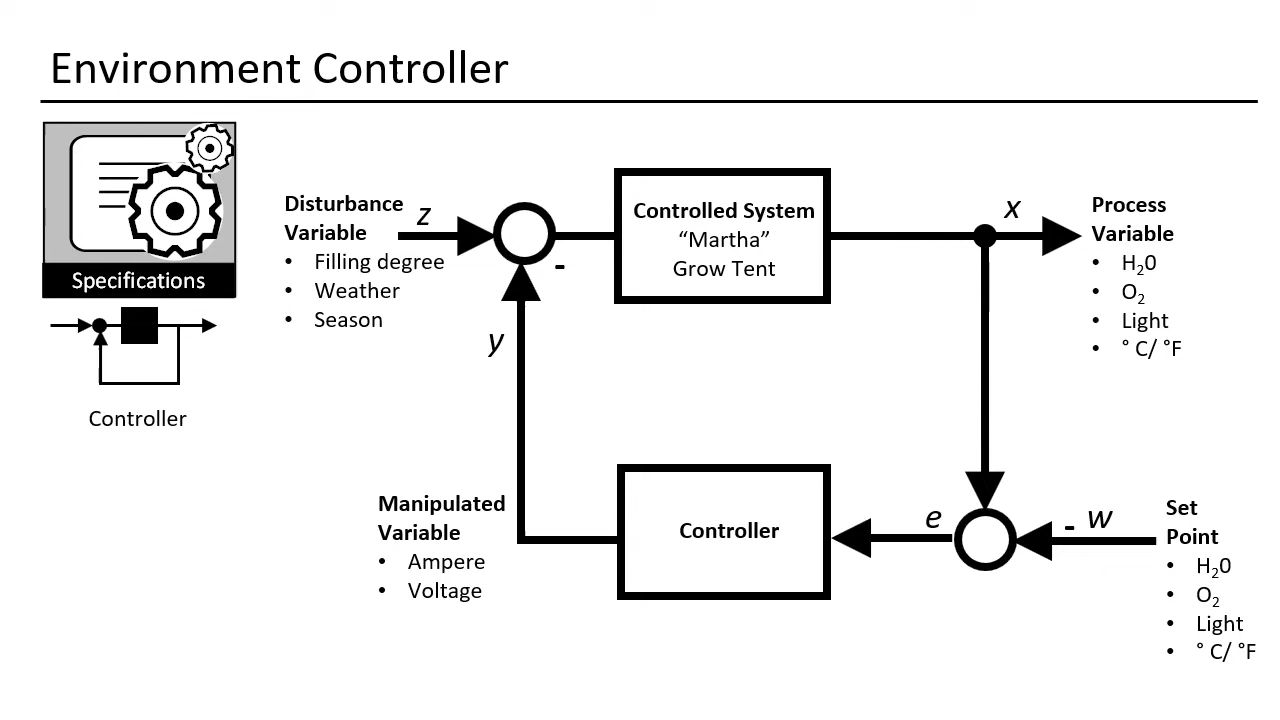 Environment Controller
Specifications
Controller
Disturbance
Variable
• Filling degree
• Weather
• Season
z
-
y
Controlled System
“Martha”
Grow Tent
x
Process
Variable
• H₂0
• O₂
• Light
• ° C/ °F
Manipulated
Variable
• Ampere
• Voltage
Controller
e
- w
Set
Point
• H₂0
• O₂
• Light
• ° C/ °F